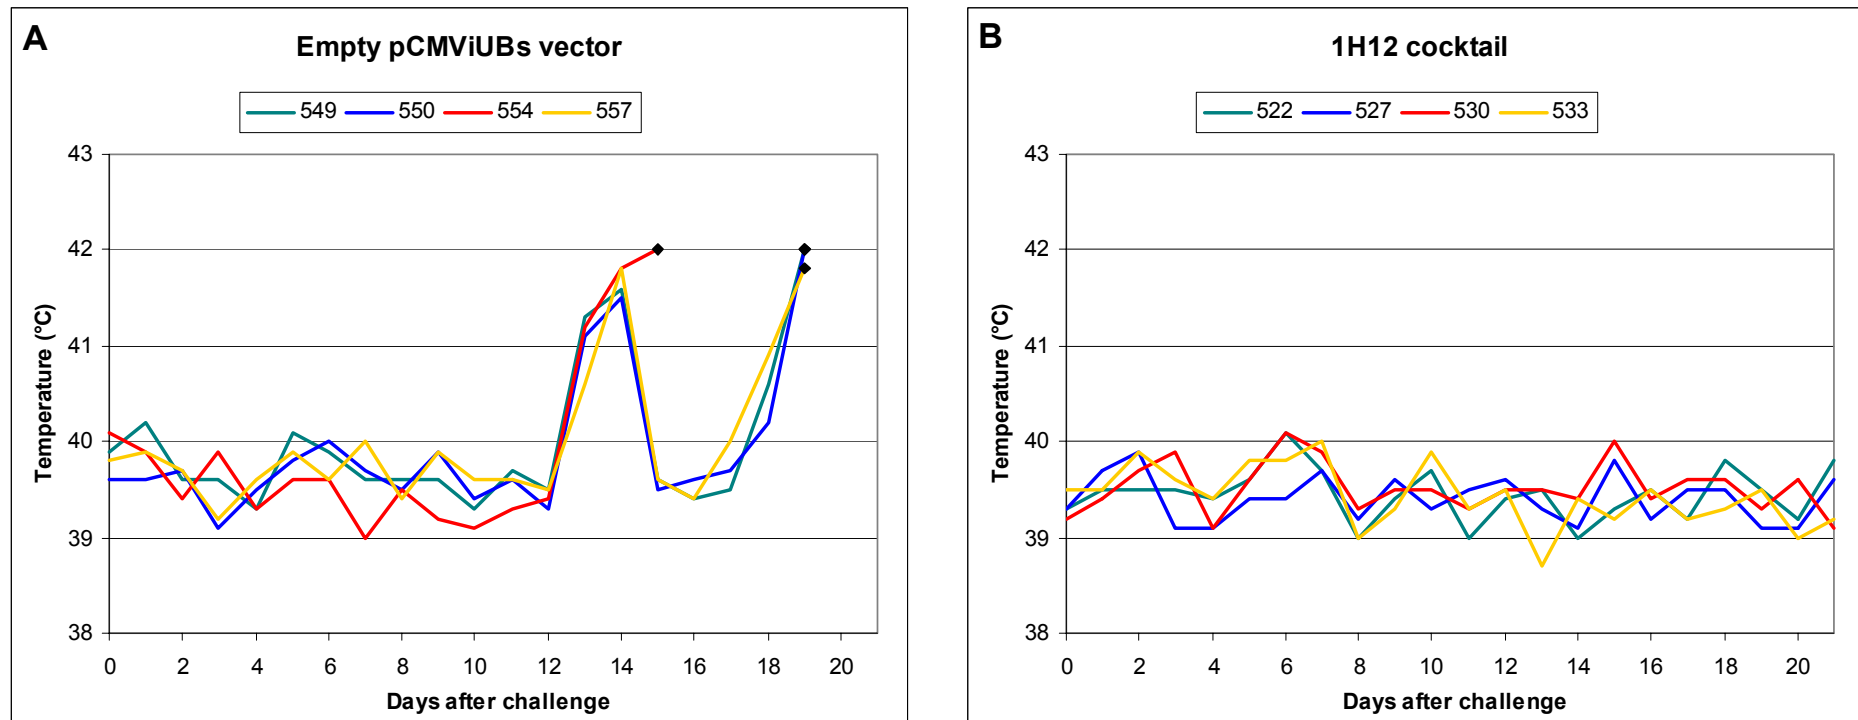 A
Empty pCMViUBs vector
549 550 554 557
43
42
41
40
39
38
Temperature (°C)
0 2 4 6 8 10 12 14 16 18 20
Days after challenge
B
1H12 cocktail
522 527 530 533
43
42
41
40
39
38
Temperature (°C)
0 2 4 6 8 10 12 14 16 18 20
Days after challenge